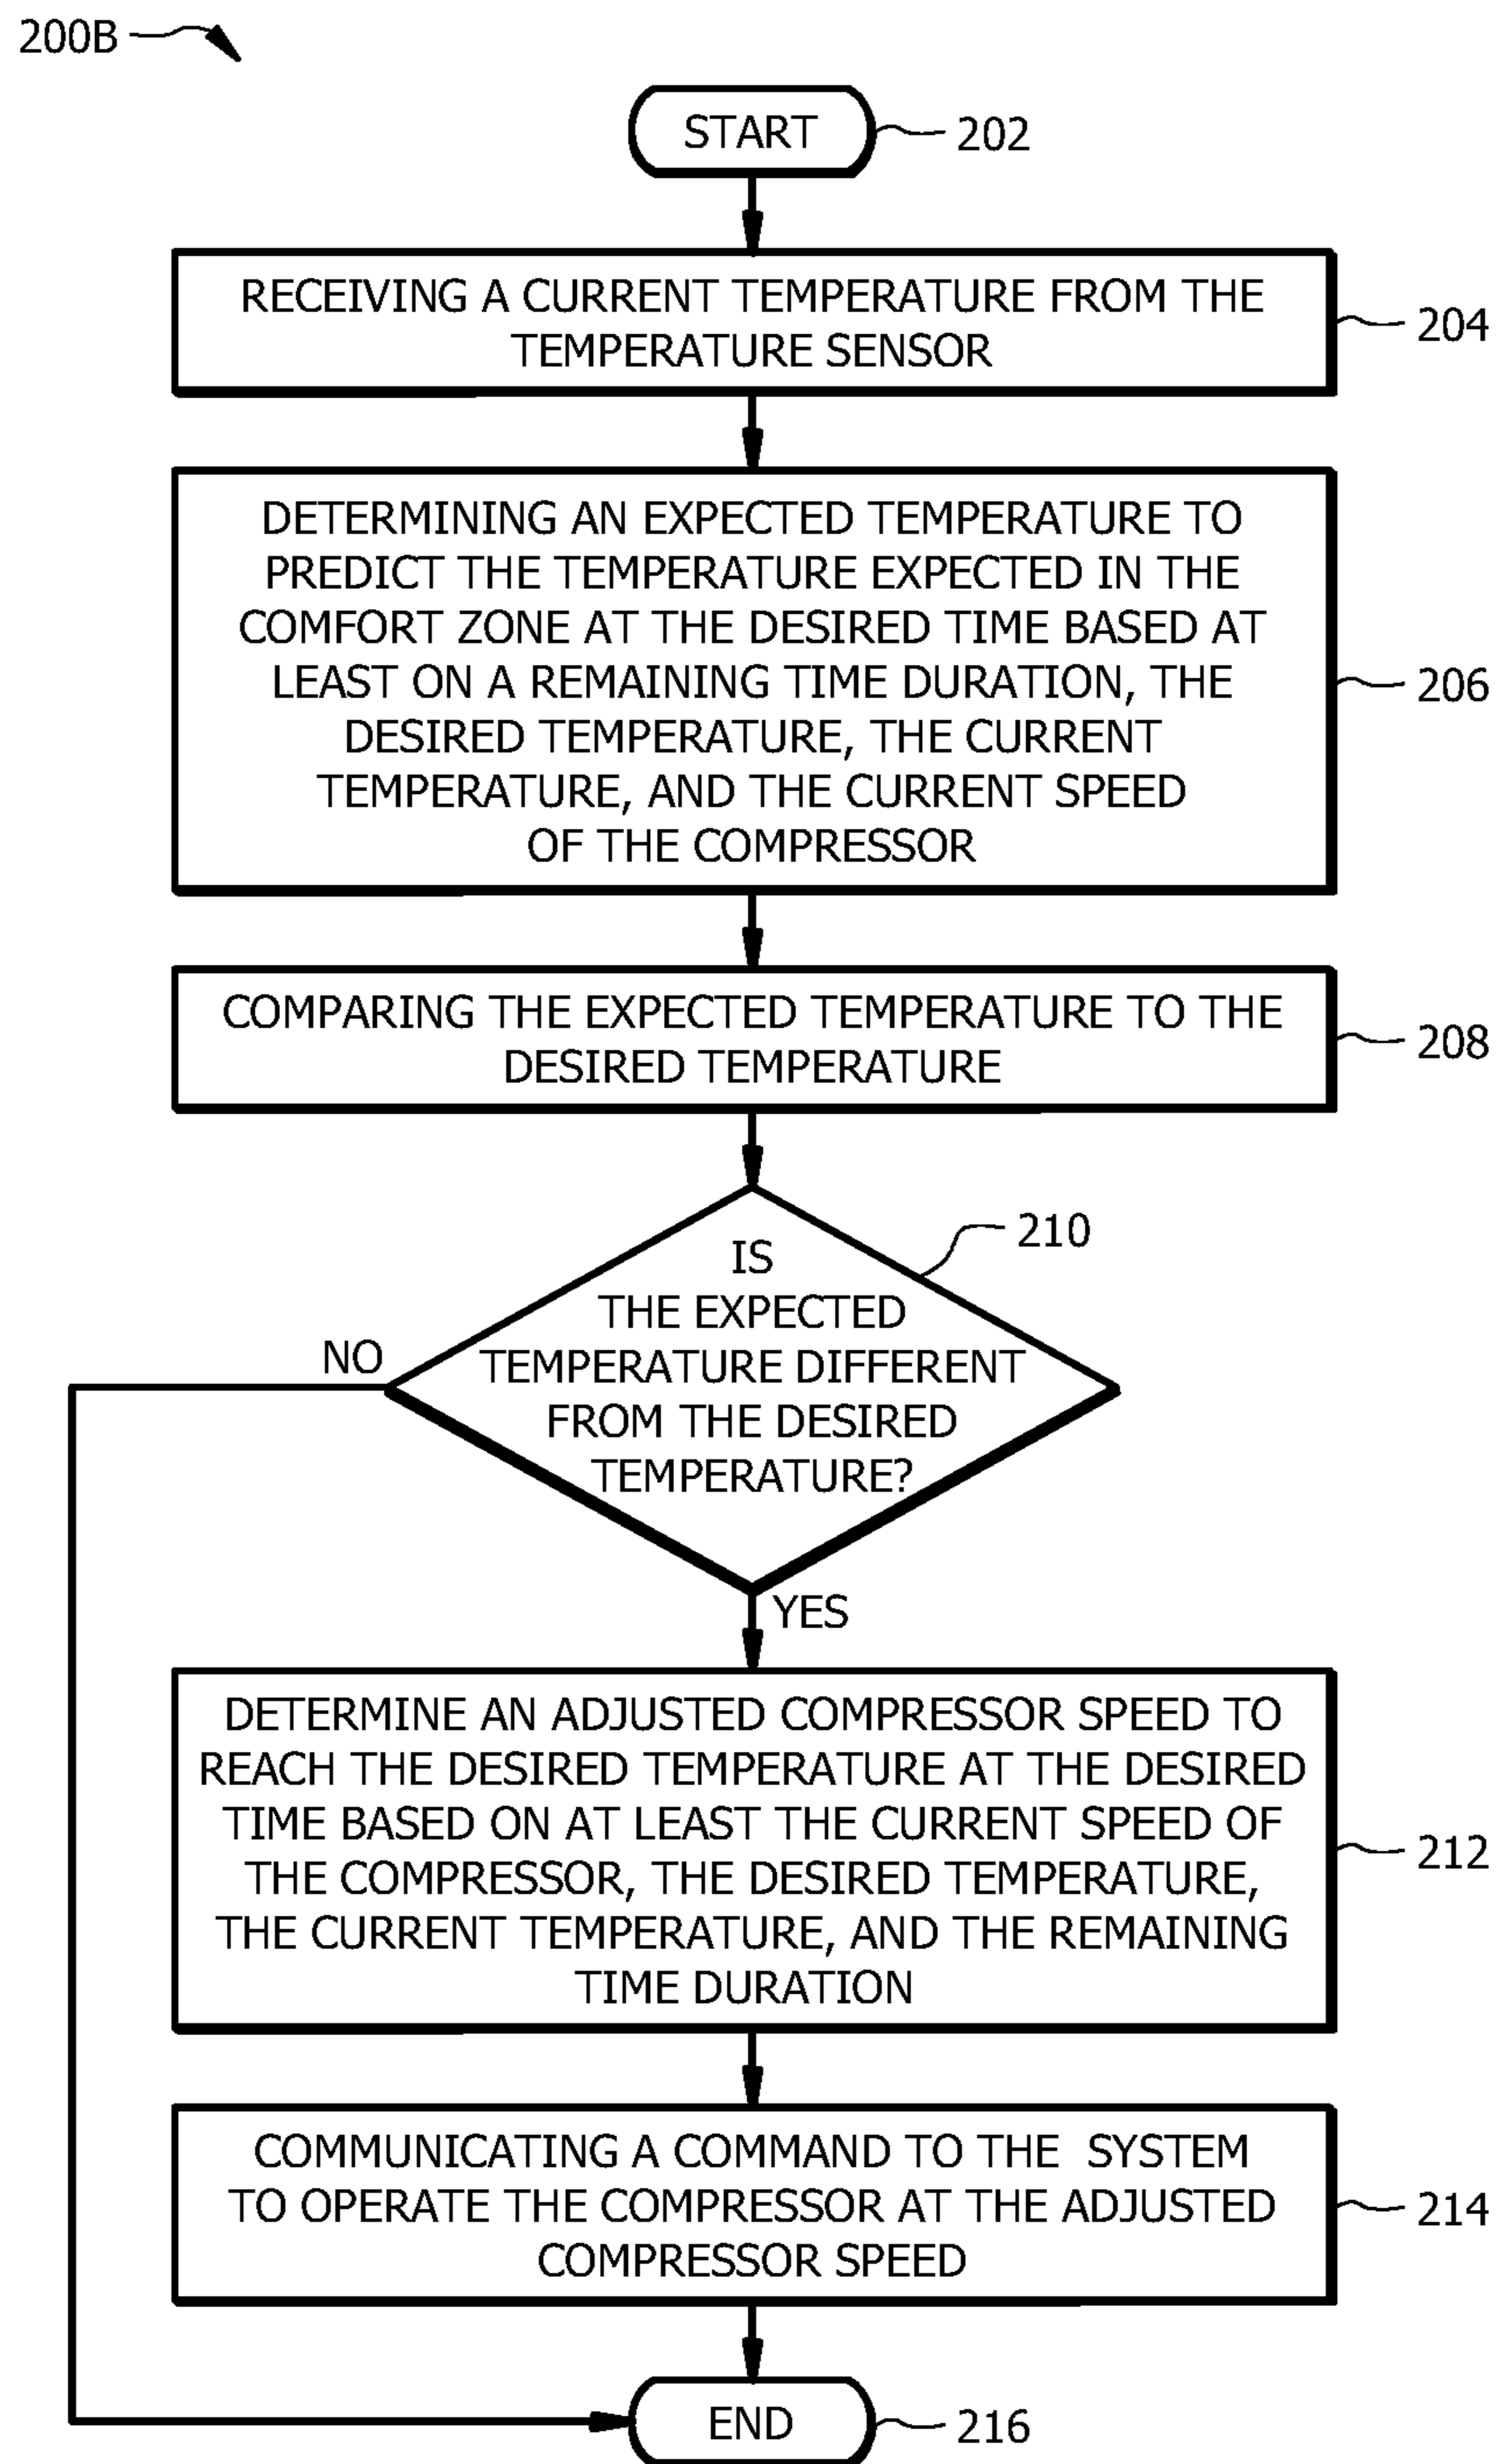 200B
START
202
RECEIVING A CURRENT TEMPERATURE FROM THE
TEMPERATURE SENSOR
204
DETERMINING AN EXPECTED TEMPERATURE TO
PREDICT THE TEMPERATURE EXPECTED IN THE
COMFORT ZONE AT THE DESIRED TIME BASED AT
LEAST ON A REMAINING TIME DURATION, THE
DESIRED TEMPERATURE, THE CURRENT
TEMPERATURE, AND THE CURRENT SPEED
OF THE COMPRESSOR
206
COMPARING THE EXPECTED TEMPERATURE TO THE
DESIRED TEMPERATURE
208
IS
THE EXPECTED
TEMPERATURE DIFFERENT
FROM THE DESIRED
TEMPERATURE?
210
NO
YES
DETERMINE AN ADJUSTED COMPRESSOR SPEED TO
REACH THE DESIRED TEMPERATURE AT THE DESIRED
TIME BASED ON AT LEAST THE CURRENT SPEED OF
THE COMPRESSOR, THE DESIRED TEMPERATURE,
THE CURRENT TEMPERATURE, AND THE REMAINING
TIME DURATION
212
COMMUNICATING A COMMAND TO THE SYSTEM
TO OPERATE THE COMPRESSOR AT THE ADJUSTED
COMPRESSOR SPEED
214
END
216